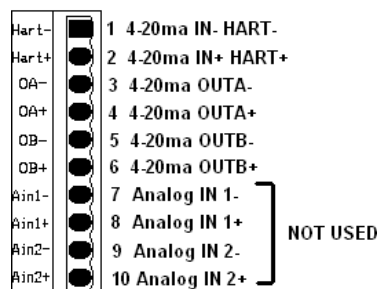 Hart- 1 4-20ma IN- HART-
Hart+ 2 4-20ma IN+ HART+
OA- 3 4-20ma OUTA-
OA+ 4 4-20ma OUTA+
OB- 5 4-20ma OUTB-
OB+ 6 4-20ma OUTB+
Ain1- 7 Analog IN 1-
Ain1+ 8 Analog IN 1+
NOT USED
Ain2- 9 Analog IN 2-
Ain2+ 10 Analog IN 2+